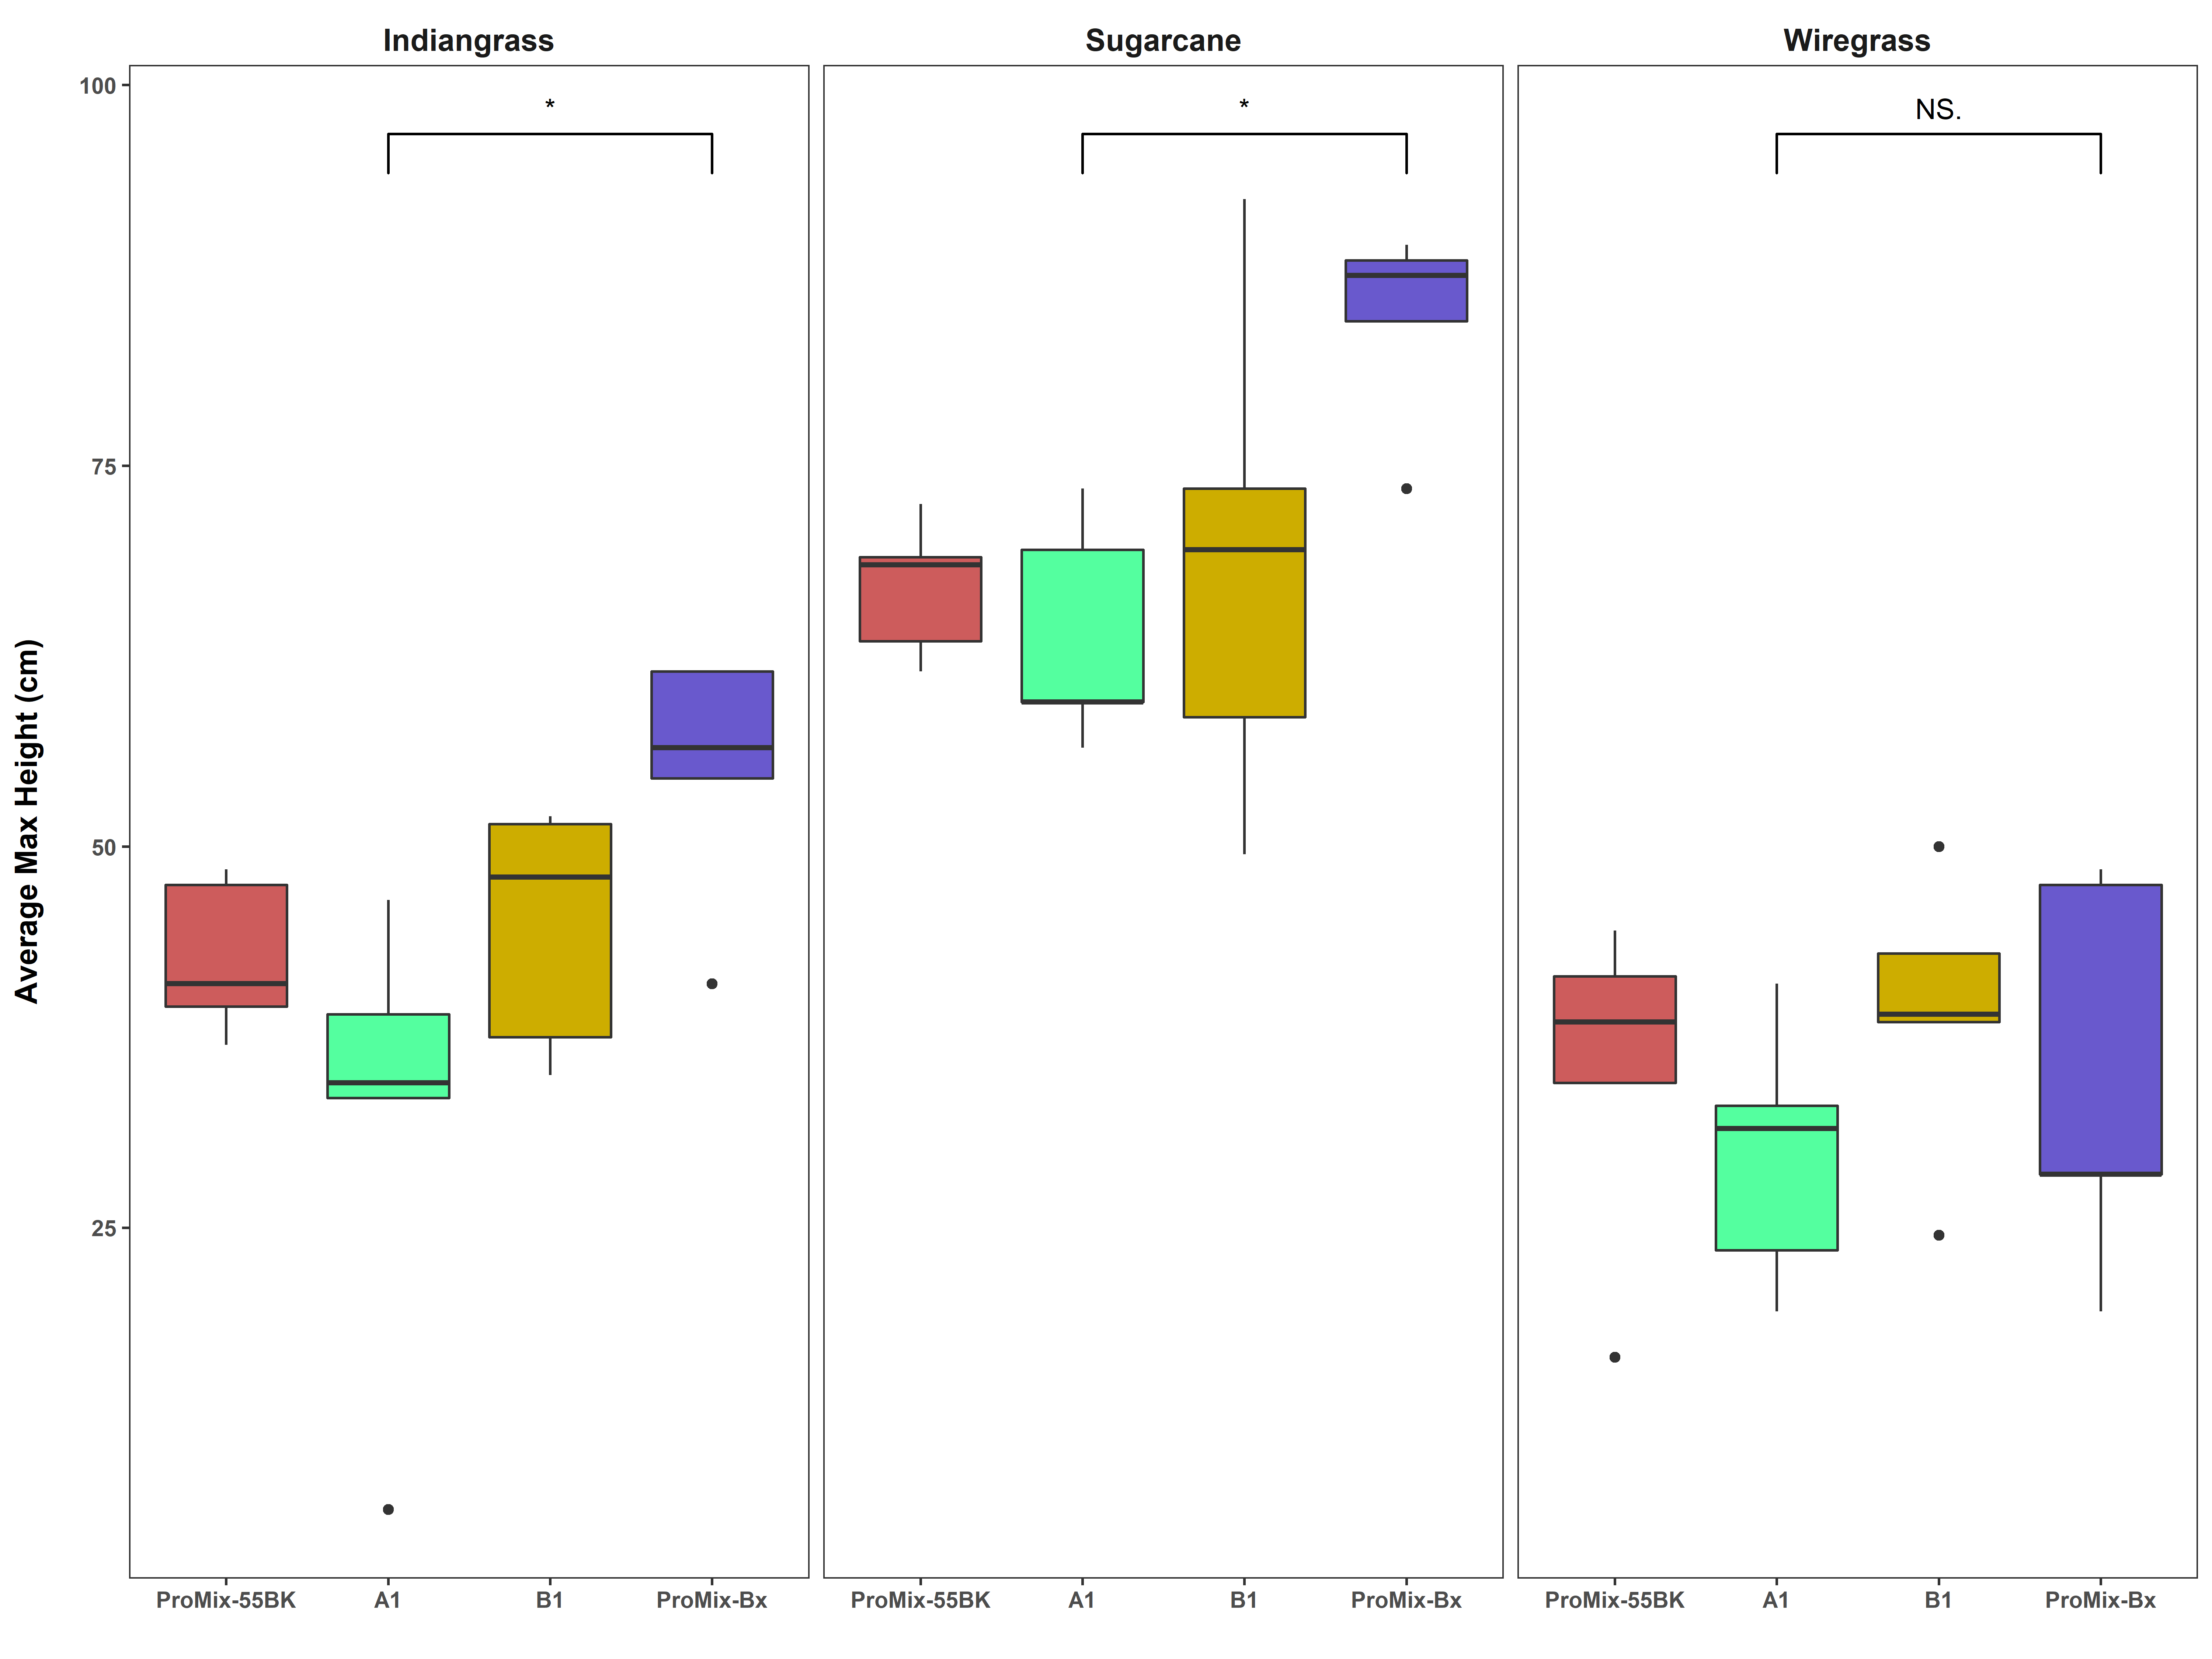 Indiangrass
Sugarcane
Wiregrass
Average Max Height (cm)
100
75
50
25
*
*
NS.
ProMix-55BK
A1
B1
ProMix-Bx
ProMix-55BK
A1
B1
ProMix-Bx
ProMix-55BK
A1
B1
ProMix-Bx